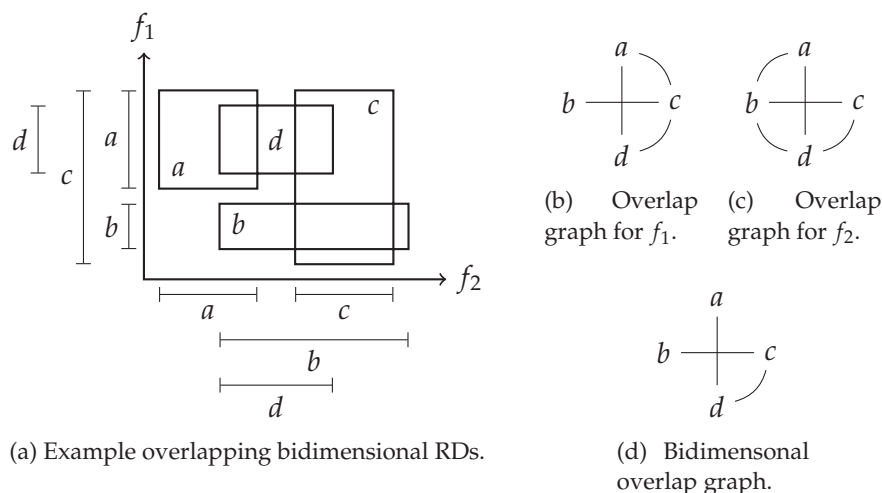 f1
a
d
c
b
a
d
c
b
f2
a
c
b
d
(a) Example overlapping bidimensional RDs.
a
b
c
d
(b) Overlap
graph for f1.
a
b
c
d
(c) Overlap
graph for f2.
a
b
c
d
(d) Bidimensonal
overlap graph.